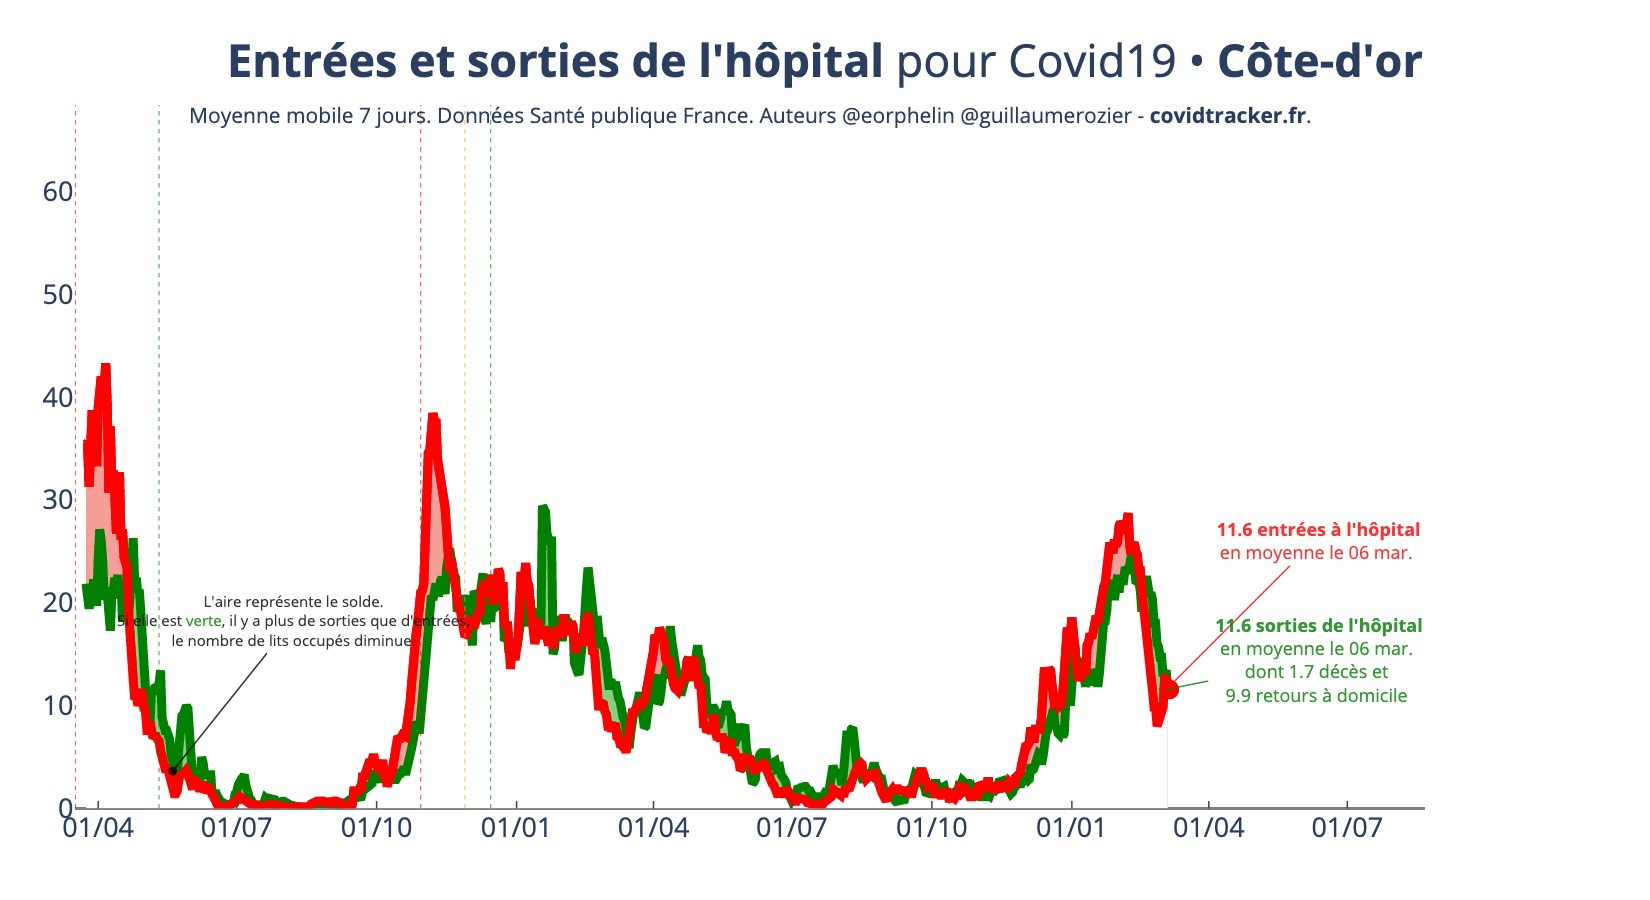 Entrées et sorties de l'hôpital pour Covid19 • Côte-d'or
Moyenne mobile 7 jours. Données Santé publique France. Auteurs @eorphelin @guillaumerozier - covidtracker.fr.
60
50
40
30
20
10
0
L'aire représente le solde.
Si elle est verte, il y a plus de sorties que d'entrées,
le nombre de lits occupés diminue
11.6 entrées à l'hôpital
en moyenne le 06 mar.
11.6 sorties de l'hôpital
en moyenne le 06 mar.
dont 1.7 décès et
9.9 retours à domicile
01/04 01/07 01/10 01/01 01/04 01/07 01/10 01/01 01/04 01/07